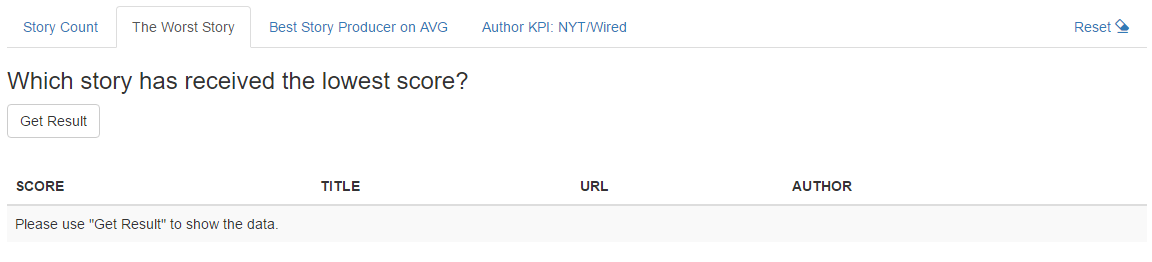 Story Count The Worst Story Best Story Producer on AVG Author KPI: NYT/Wired Reset
Which story has received the lowest score?
Get Result
SCORE TITLE URL AUTHOR
Please use "Get Result" to show the data.